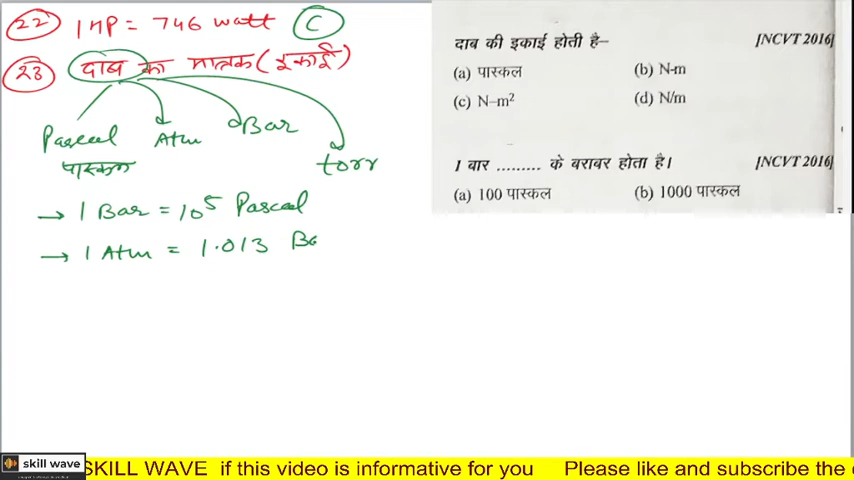 22 1 HP = 746 watt C
23 दाब का मात्रक (इकाई)
Pascal Atm Bar torr
पास्कल
→ 1 Bar = 10⁵ Pascal
→ 1 Atm = 1.013 Ba
दाब की इकाई होती है– [NCVT 2016]
(a) पास्कल (b) N-m
(c) N–m² (d) N/m
1 बार ......... के बराबर होता है। [NCVT 2016]
(a) 100 पास्कल (b) 1000 पास्कल
skill wave
SKILL WAVE if this video is informative for you Please like and subscribe the